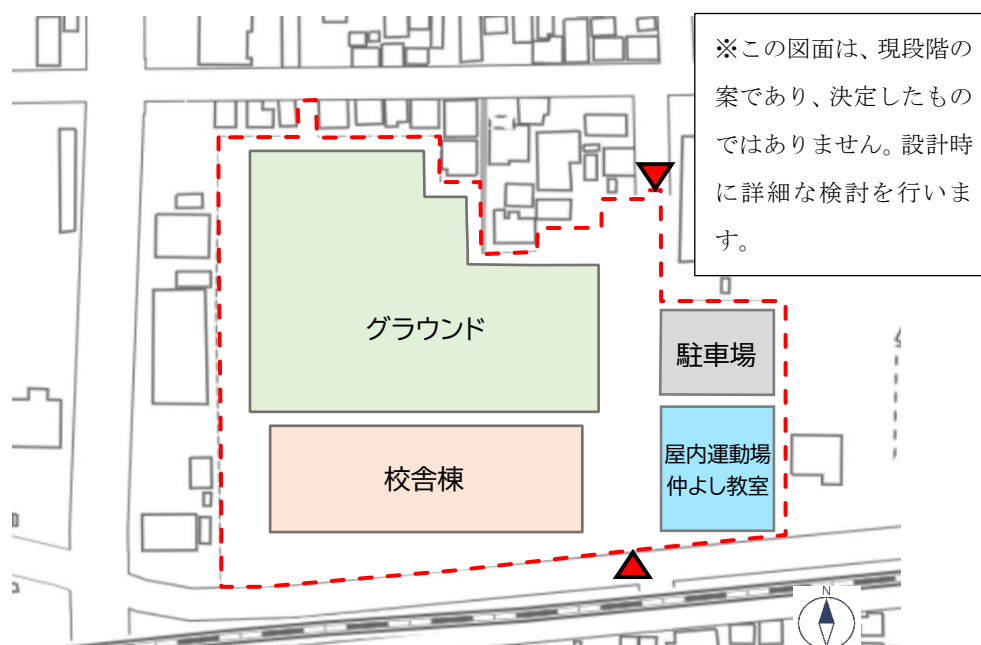 ※この図面は、現段階の
案であり、決定したもの
ではありません。設計時
に詳細な検討を行いま
す。
グラウンド
駐車場
校舎棟
屋内運動場
仲よし教室
N